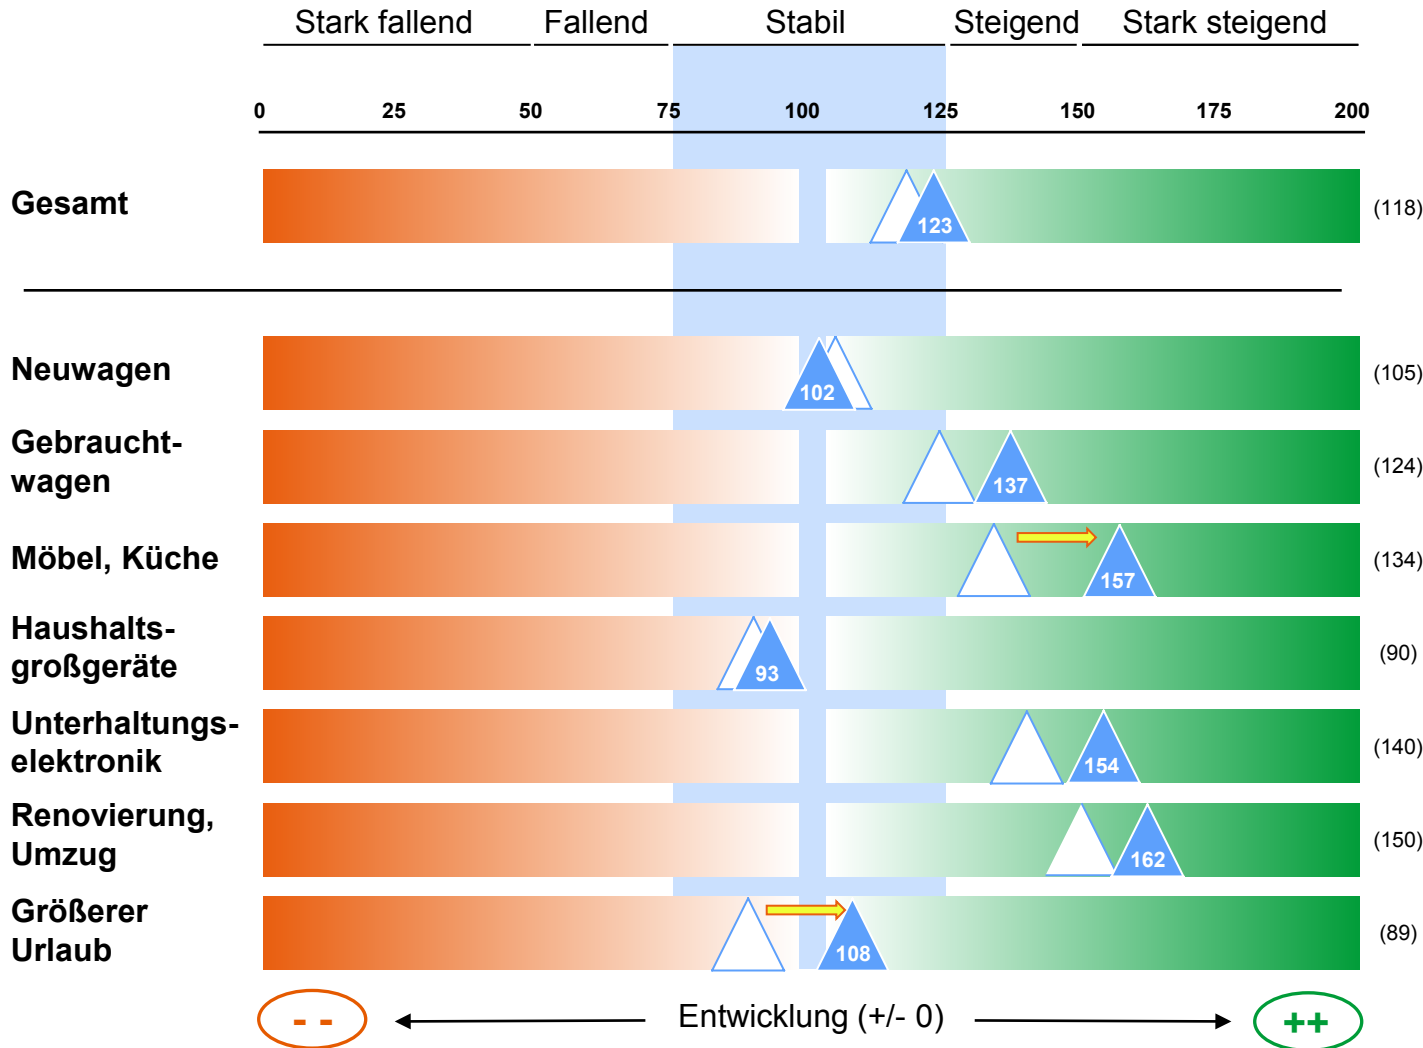 Stark fallend Fallend Stabil Steigend Stark steigend
0 25 50 75 100 125 150 175 200
Gesamt 123 (118)
Neuwagen 102 (105)
Gebraucht-
wagen 137 (124)
Möbel, Küche 157 (134)
Haushalts-
großgeräte 93 (90)
Unterhaltungs-
elektronik 154 (140)
Renovierung,
Umzug 162 (150)
Größerer
Urlaub 108 (89)
- - Entwicklung (+/- 0) ++